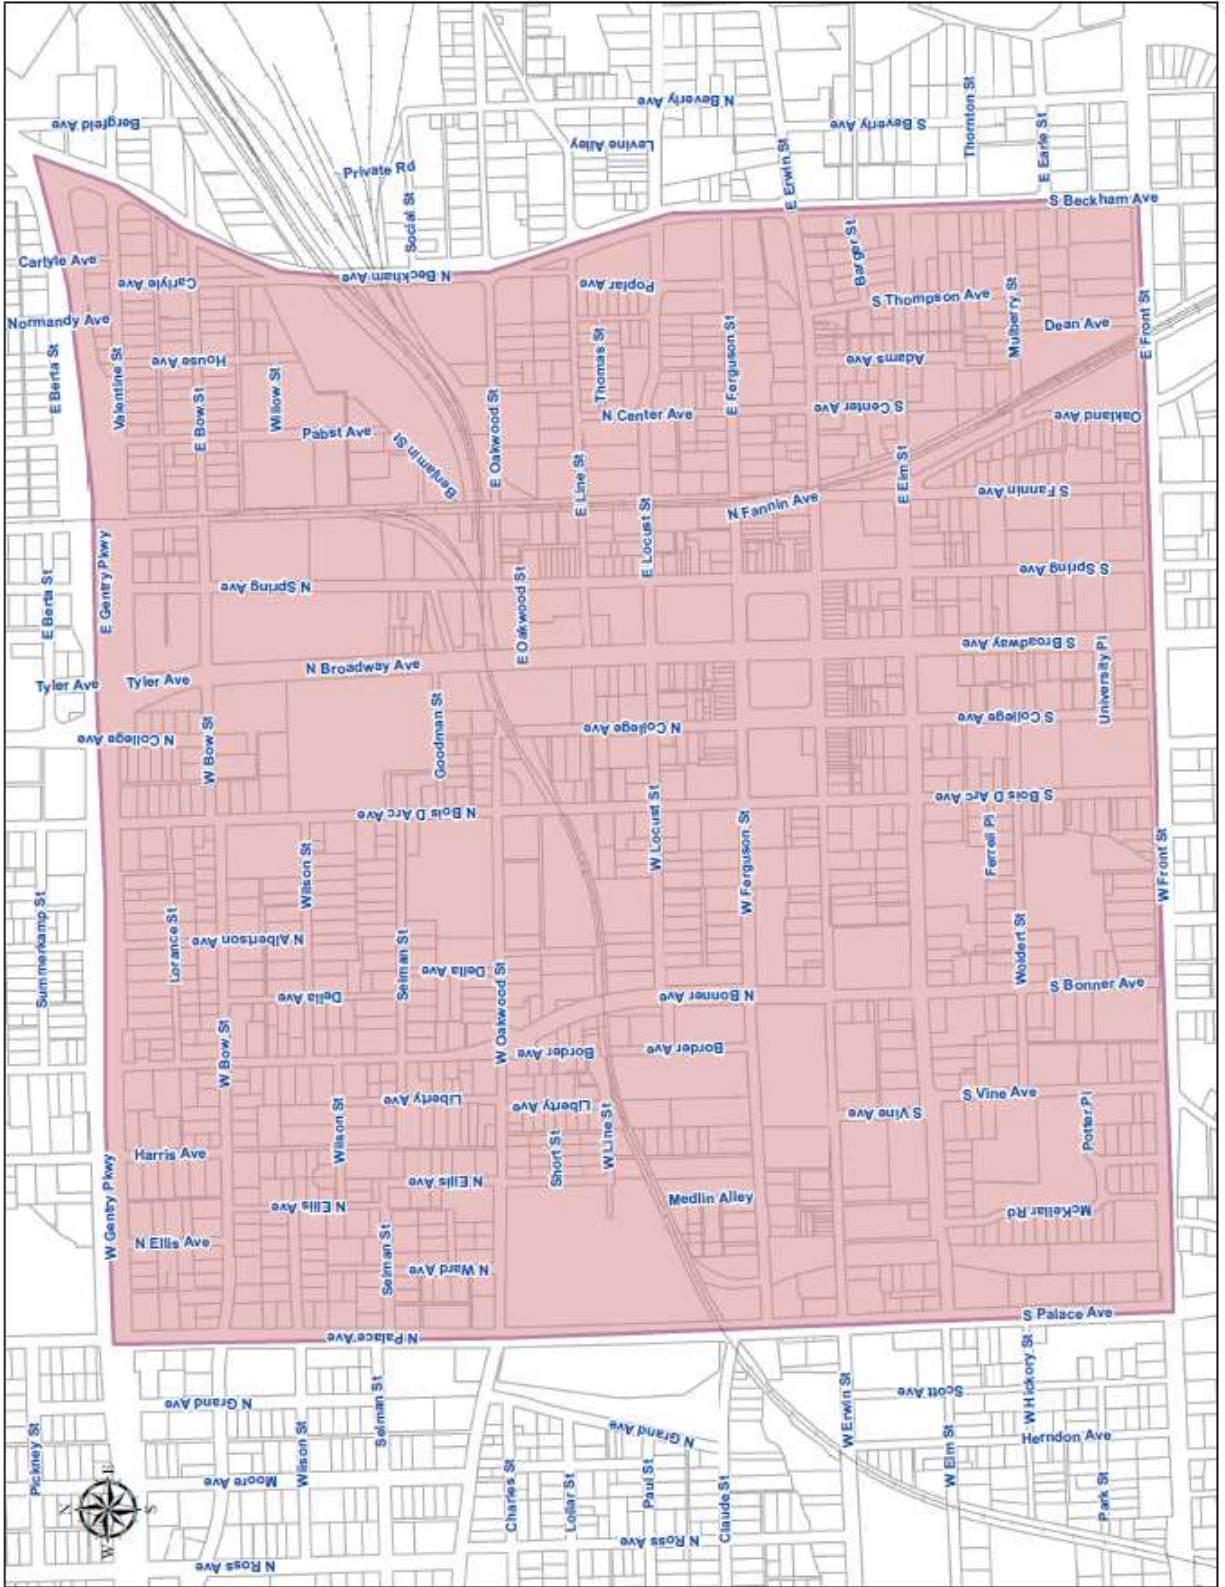 N Beverly Ave
Bergfeld Ave
S Beverly Ave
Thornton St
E Earle St
Levine Alley
Private Rd
E Erwin St
Social St
S Beckham Ave
Carlyle Ave
Barger St
N Beckham Ave
Carlyle Ave
Poplar Ave
S Thompson Ave
Mulberry St
Normandy Ave
Dean Ave
E Front St
House Ave
Adams Ave
E Berta St
Valentine St
Thomas St
E Ferguson St
Willow St
E Bow St
N Center Ave
S Center Ave
Oakland Ave
Pabst Ave
E Oakwood St
Benjamin St
E Line St
E Elm St
S Fannin Ave
N Fannin Ave
E Locust St
E Gentry Pkwy
S Spring Ave
N Spring Ave
E Berta St
E Oakwood St
S Broadway Ave
N Broadway Ave
Tyler Ave
Tyler Ave
University Pl
S College Ave
N College Ave
N College Ave
Goodman St
W Bow St
S Bois D Arc Ave
N Bois D Arc Ave
W Locust St
Ferrell Pl
W Ferguson St
W Front St
Wilson St
N Albertson Ave
Lorance St
Summerkamp St
Woldert St
Selman St
Della Ave
S Bonner Ave
N Bonner Ave
Della Ave
W Oakwood St
Border Ave
Border Ave
W Bow St
S Vine Ave
Liberty Ave
Liberty Ave
S Vine Ave
Potter Pl
Wilson St
W Line St
Harris Ave
Short St
N Ellis Ave
Medlin Alley
W Gentry Pkwy
N Ellis Ave
McKellar Rd
N Ellis Ave
Selman St
N Ward Ave
S Palace Ave
N Palace Ave
W Hickory St
Scott Ave
N Grand Ave
Selman St
W Erwin St
N Grand Ave
Herndon Ave
Pickney St
Wilson St
W Elm St
Moore Ave
Paul St
Charles St
Lollar St
Claude St
Park St
N Ross Ave
N Ross Ave
N
E
S
W